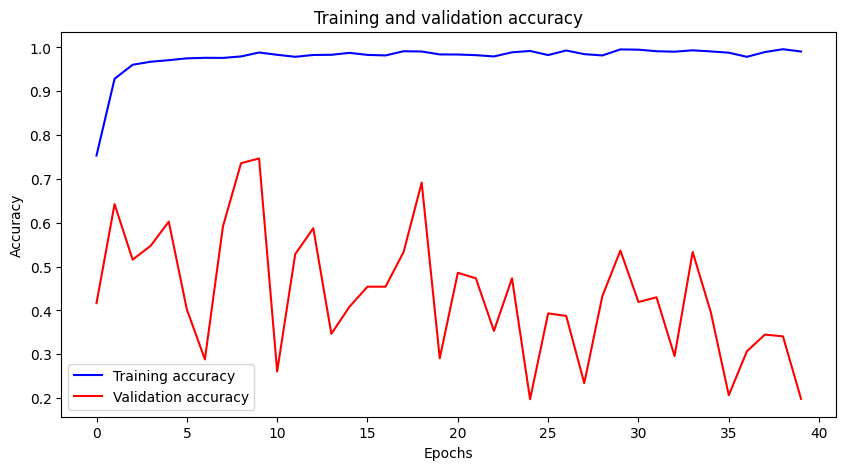 Training and validation accuracy
Accuracy
1.0
0.9
0.8
0.7
0.6
0.5
0.4
0.3
0.2
Training accuracy
Validation accuracy
0 5 10 15 20 25 30 35 40
Epochs